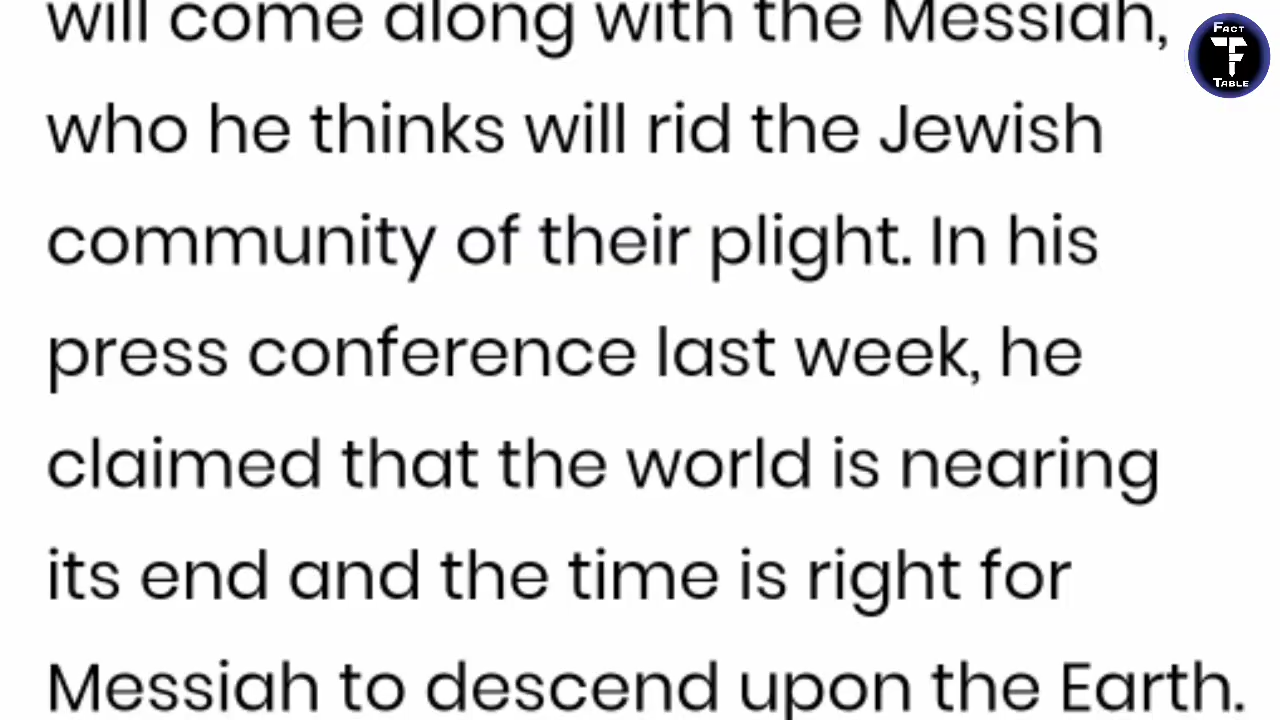 will come along with the Messiah,
who he thinks will rid the Jewish
community of their plight. In his
press conference last week, he
claimed that the world is nearing
its end and the time is right for
Messiah to descend upon the Earth.
FACT
TF
TABLE